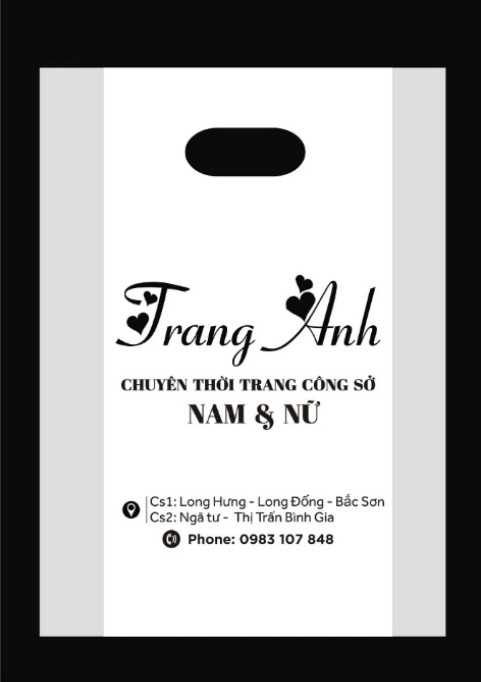 Trang Anh
CHUYÊN THỜI TRANG CÔNG SỞ
NAM & NỮ
Cs1: Long Hưng - Long Đống - Bắc Sơn
Cs2: Ngã tư - Thị Trấn Bình Gia
Phone: 0983 107 848